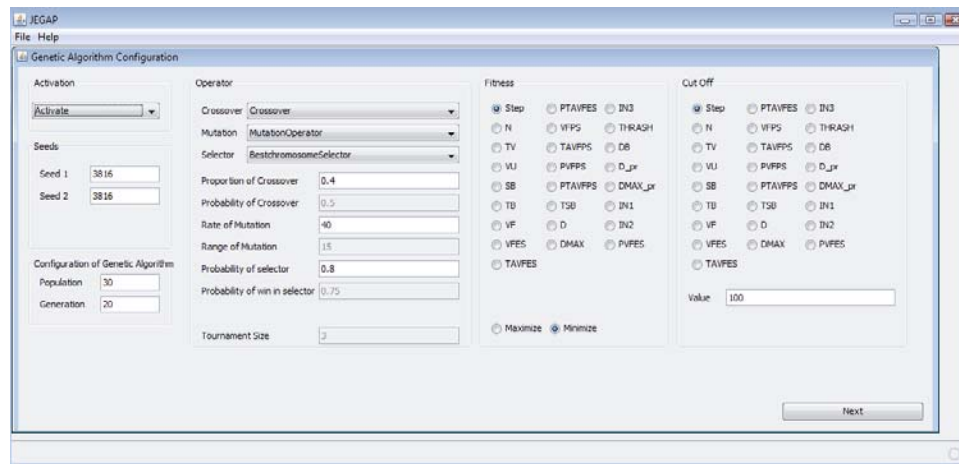 JEGAP
File Help
Genetic Algorithm Configuration
Activation
Activate
Seeds
Seed 1 3816
Seed 2 3816
Configuration of Genetic Algorithm
Population 30
Generation 20
Operator
Crossover Crossover
Mutation MutationOperator
Selector BestchromosomeSelector
Proportion of Crossover 0.4
Probability of Crossover 0.5
Rate of Mutation 40
Range of Mutation 15
Probability of selector 0.8
Probability of win in selector 0.75
Tournament Size 3
Fitness
Step PTAVFES IN3
N VFPS THRASH
TV TAVFPS DB
VU PVFPS D_pr
SB PTAVFPS DMAX_pr
TB TSB IN1
VF D IN2
VFES DMAX PVFES
TAVFES
Maximize Minimize
Cut Off
Step PTAVFES IN3
N VFPS THRASH
TV TAVFPS DB
VU PVFPS D_pr
SB PTAVFPS DMAX_pr
TB TSB IN1
VF D IN2
VFES DMAX PVFES
TAVFES
Value 100
Next